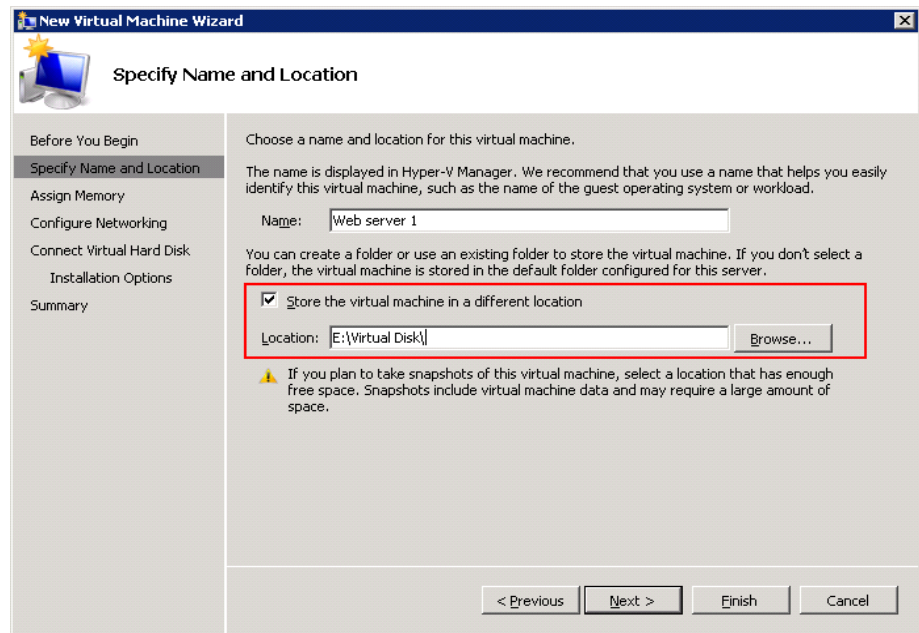 New Virtual Machine Wizard
Specify Name and Location
Before You Begin
Specify Name and Location
Assign Memory
Configure Networking
Connect Virtual Hard Disk
Installation Options
Summary
Choose a name and location for this virtual machine.
The name is displayed in Hyper-V Manager. We recommend that you use a name that helps you easily
identify this virtual machine, such as the name of the guest operating system or workload.
Name: Web server 1
You can create a folder or use an existing folder to store the virtual machine. If you don't select a
folder, the virtual machine is stored in the default folder configured for this server.
Store the virtual machine in a different location
Location: E:\Virtual Disk\
Browse...
If you plan to take snapshots of this virtual machine, select a location that has enough
free space. Snapshots include virtual machine data and may require a large amount of
space.
< Previous
Next >
Finish
Cancel